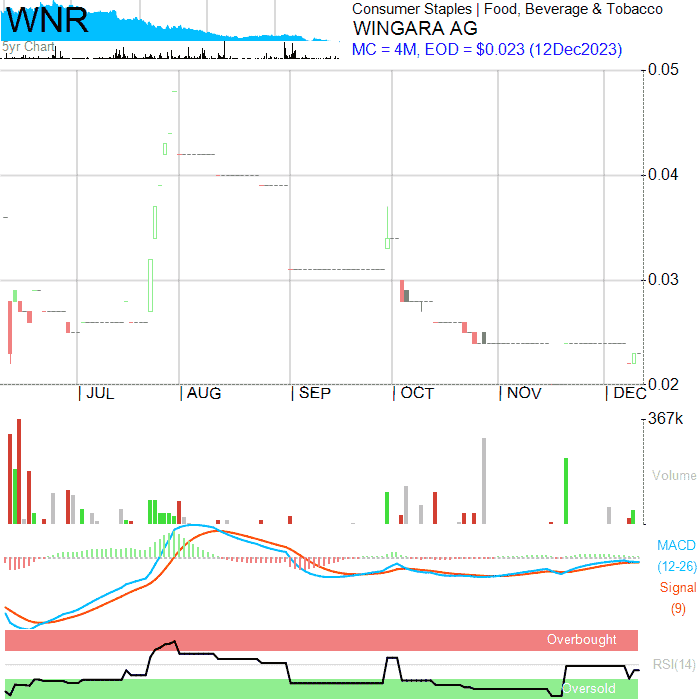 WNR
5yr Chart
Consumer Staples | Food, Beverage & Tobacco
WINGARA AG
MC = 4M, EOD = $0.023 (12Dec2023)
0.05
0.04
0.03
0.02
JUL
AUG
SEP
OCT
NOV
DEC
367k
Volume
MACD
(12-26)
Signal
(9)
Overbought
RSI(14)
Oversold